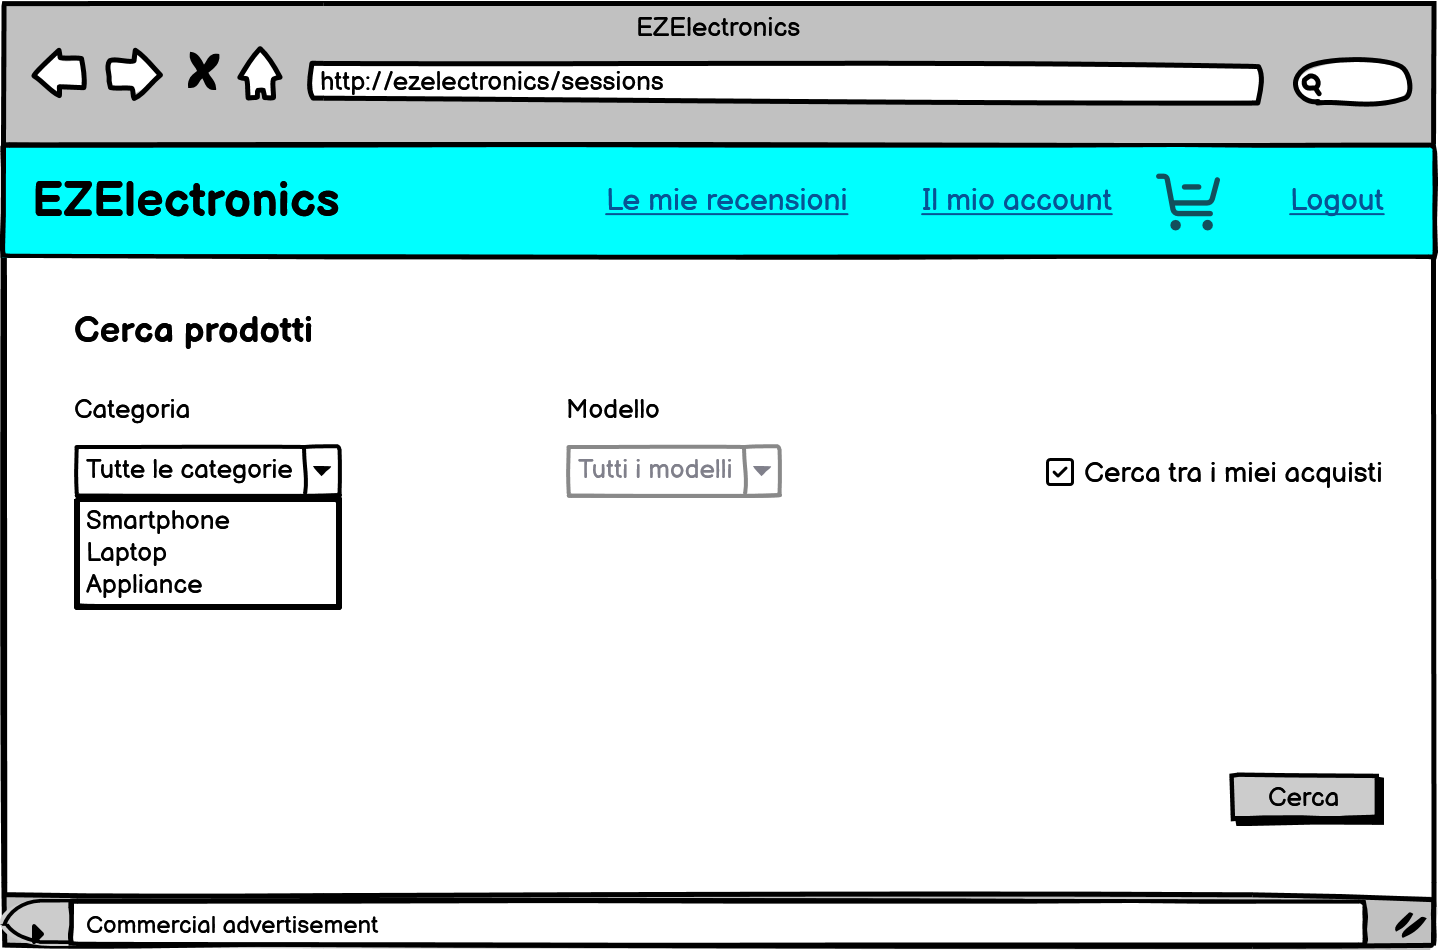 EZElectronics
http://ezelectronics/sessions
EZElectronics
Le mie recensioni
Il mio account
Logout
Cerca prodotti
Categoria
Modello
Tutte le categorie
Tutti i modelli
Cerca tra i miei acquisti
Smartphone
Laptop
Appliance
Cerca
Commercial advertisement